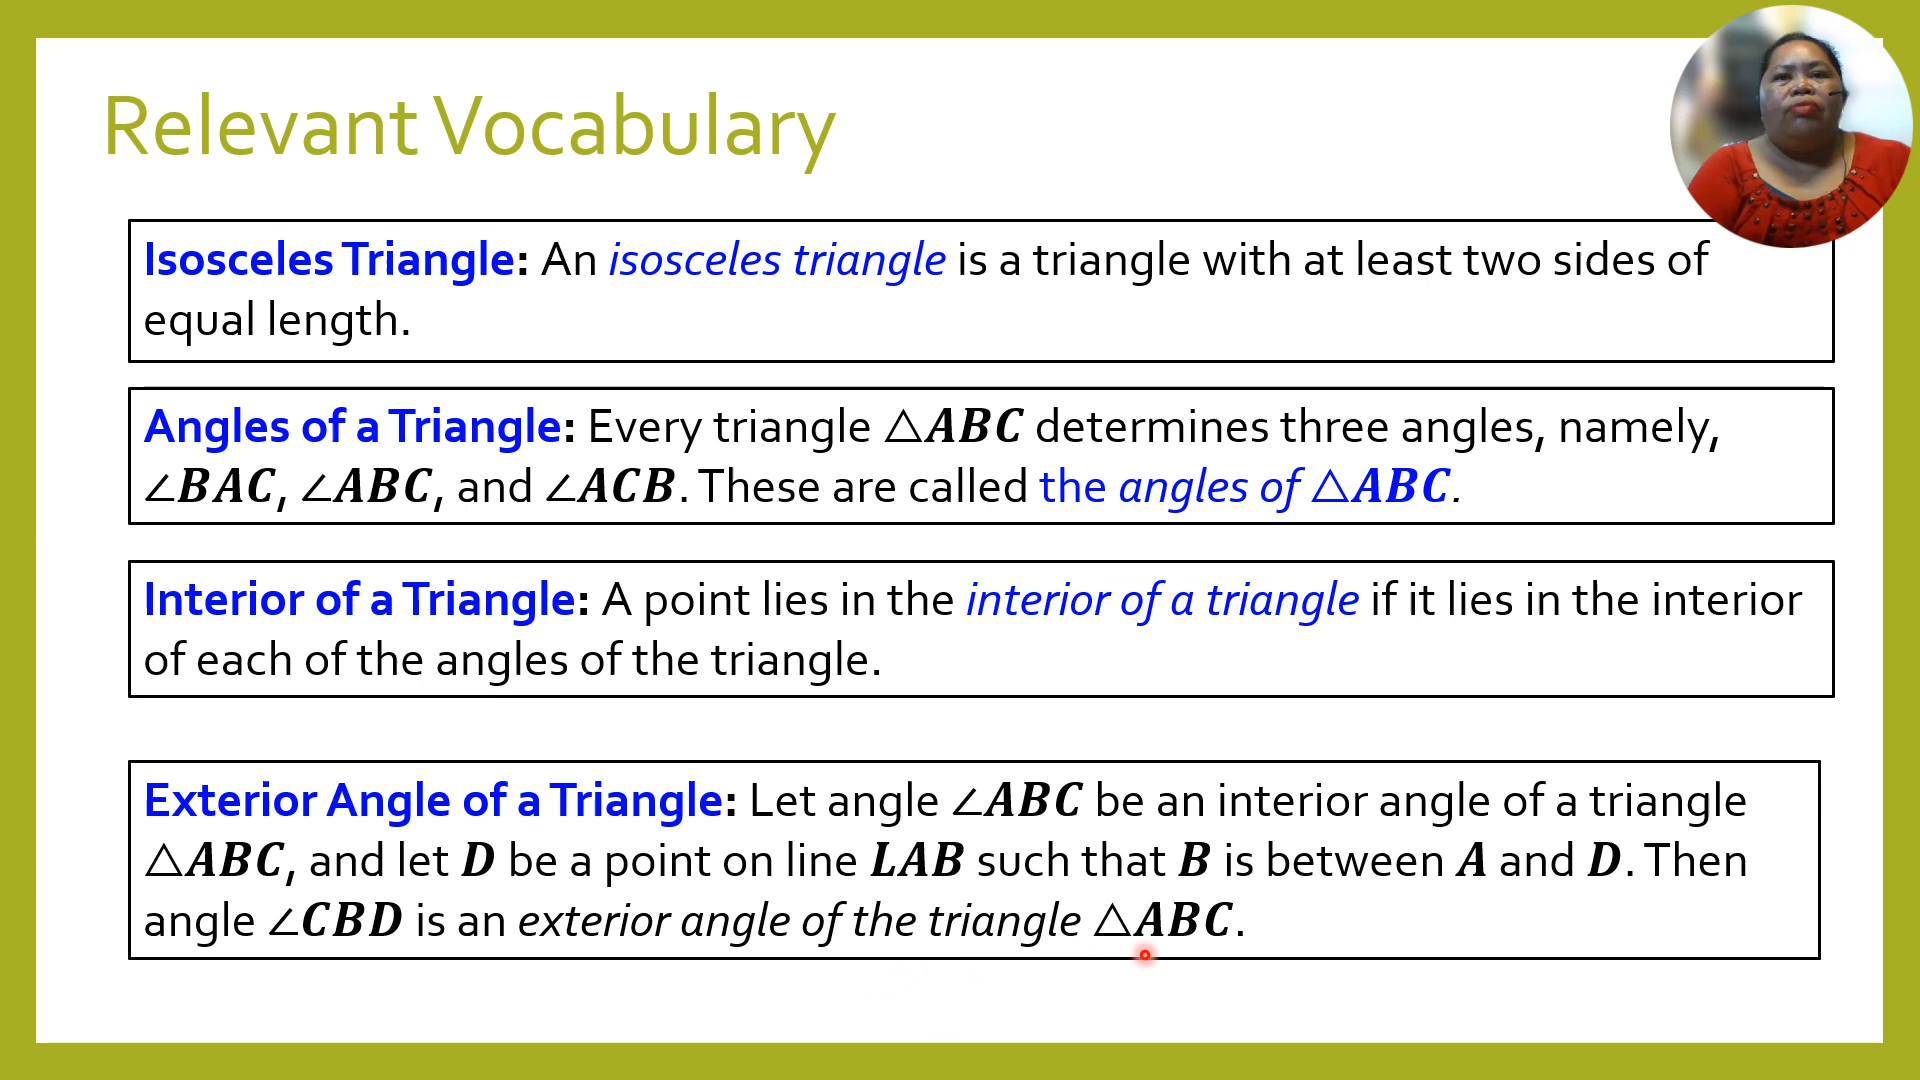 Relevant Vocabulary
Isosceles Triangle: An isosceles triangle is a triangle with at least two sides of
equal length.
Angles of a Triangle: Every triangle △ABC determines three angles, namely,
∠BAC, ∠ABC, and ∠ACB. These are called the angles of △ABC.
Interior of a Triangle: A point lies in the interior of a triangle if it lies in the interior
of each of the angles of the triangle.
Exterior Angle of a Triangle: Let angle ∠ABC be an interior angle of a triangle
△ABC, and let D be a point on line LAB such that B is between A and D. Then
angle ∠CBD is an exterior angle of the triangle △ABC.